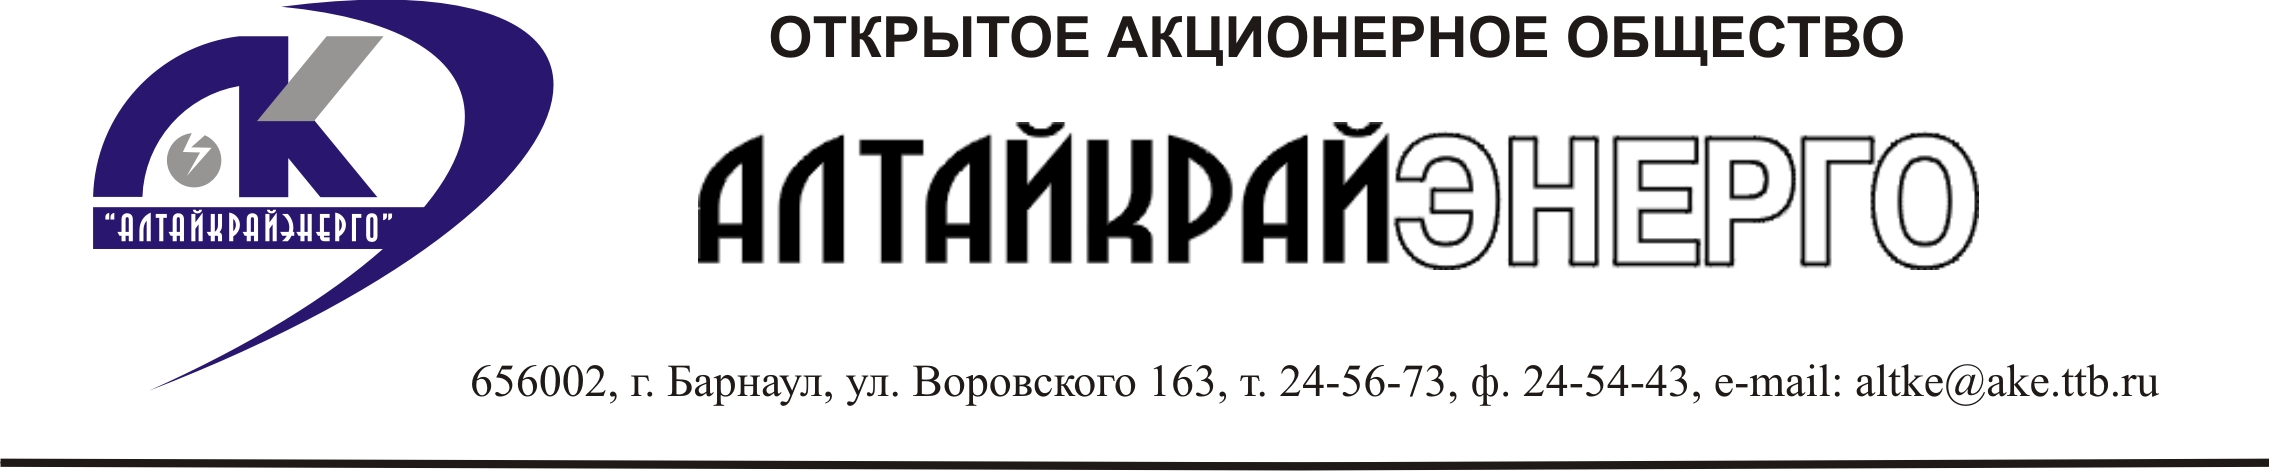 ОТКРЫТОЕ АКЦИОНЕРНОЕ ОБЩЕСТВО
АК
"АЛТАЙКРАЙЭНЕРГО"
АЛТАЙКРАЙЭНЕРГО
656002, г. Барнаул, ул. Воровского 163, т. 24-56-73, ф. 24-54-43, e-mail: altke@ake.ttb.ru